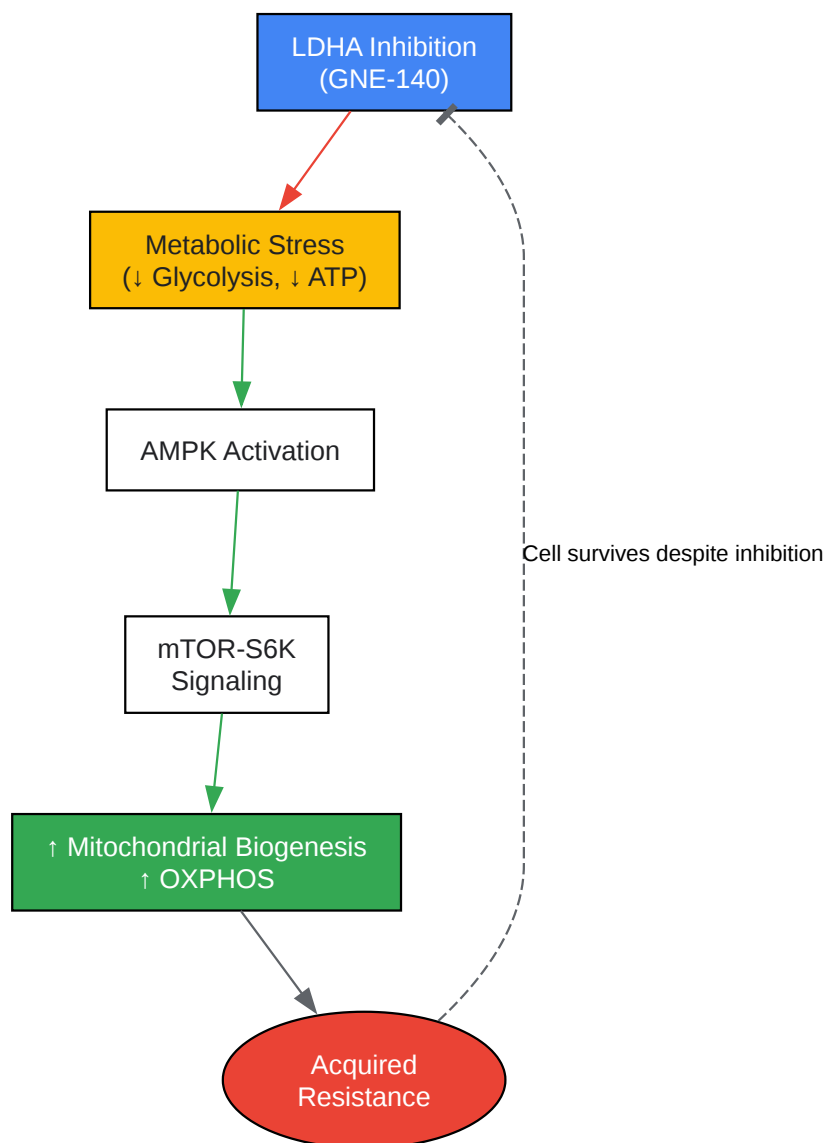 LDHA Inhibition
(GNE-140)
Metabolic Stress
(↓ Glycolysis, ↓ ATP)
AMPK Activation
Cell survives despite inhibition
mTOR-S6K
Signaling
↑ Mitochondrial Biogenesis
↑ OXPHOS
Acquired
Resistance